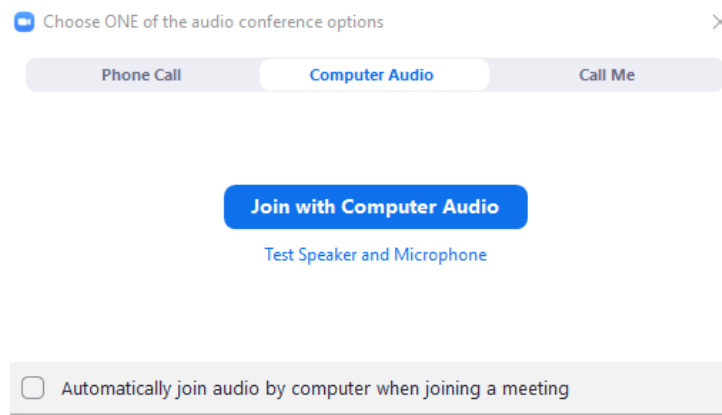 Choose ONE of the audio conference options
Phone Call Computer Audio Call Me
Join with Computer Audio
Test Speaker and Microphone
Automatically join audio by computer when joining a meeting